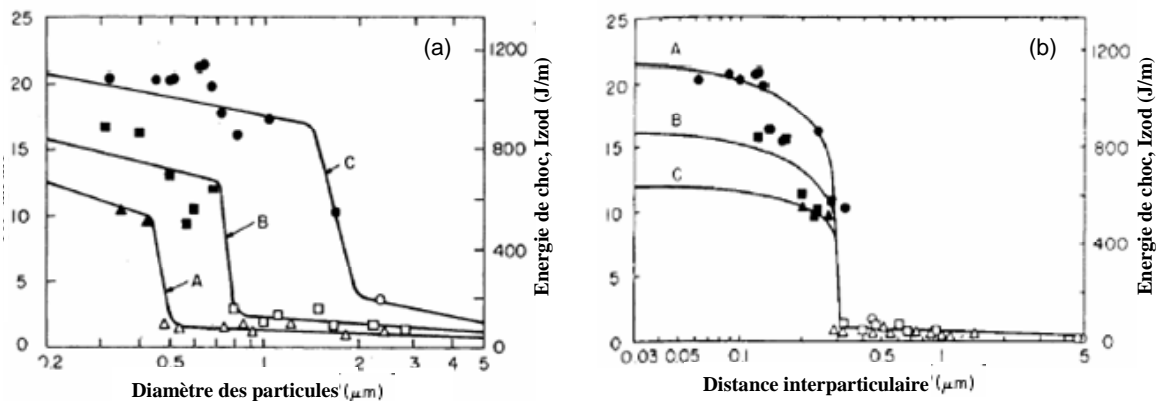 (a)
25
20
15
10
5
0
0.2
0.5
1
2
5
1200
800
400
0
A
B
C
Diamètre des particules (μm)
Energie de choc, Izod (J/m)
(b)
25
20
15
10
5
0
0.03
0.05
0.1
0.5
1
5
1200
800
400
0
A
B
C
Distance interparticulaire (μm)
Energie de choc, Izod (J/m)